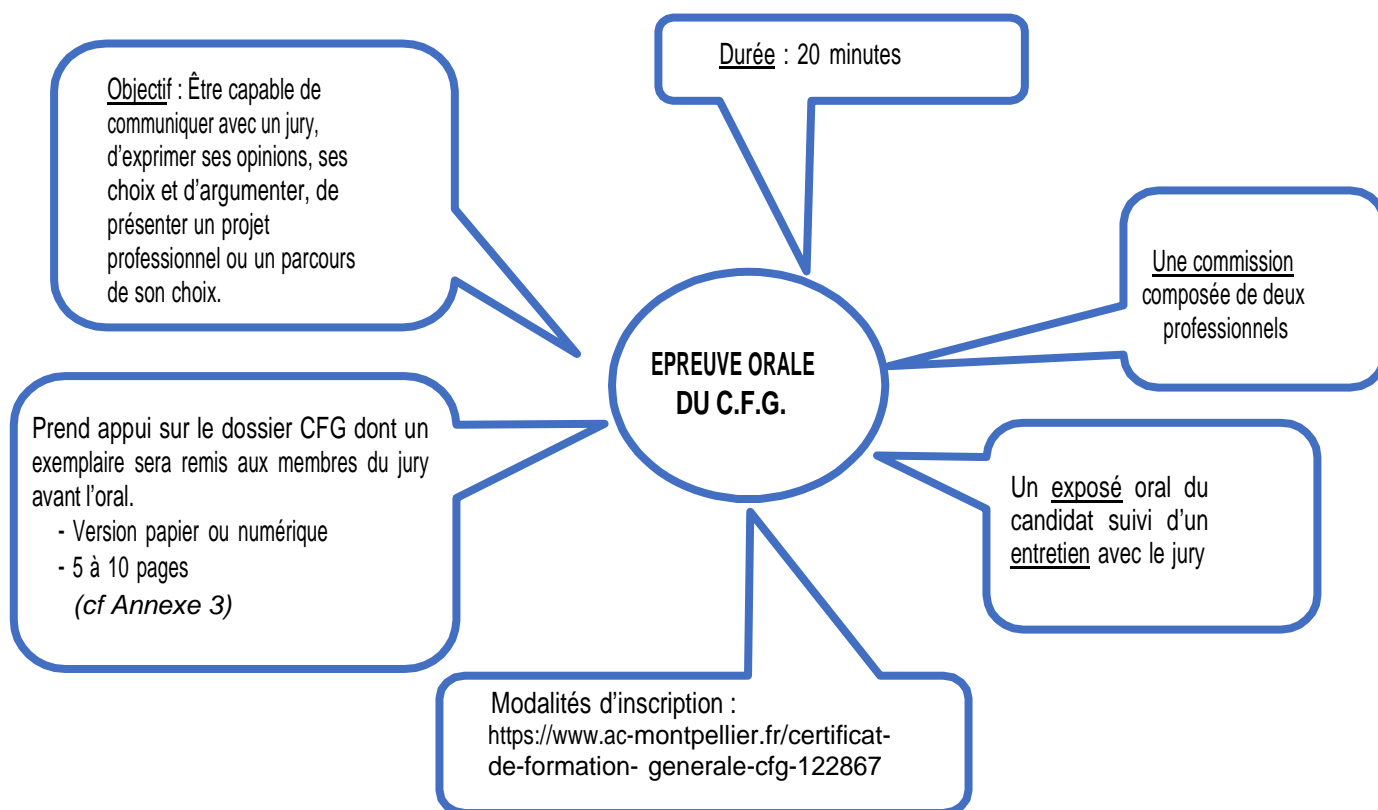 Objectif : Être capable de
communiquer avec un jury,
d’exprimer ses opinions, ses
choix et d’argumenter, de
présenter un projet
professionnel ou un parcours
de son choix.
Durée : 20 minutes
Une commission
composée de deux
professionnels
EPREUVE ORALE
DU C.F.G.
Prend appui sur le dossier CFG dont un
exemplaire sera remis aux membres du jury
avant l’oral.
- Version papier ou numérique
- 5 à 10 pages
(cf Annexe 3)
Un exposé oral du
candidat suivi d’un
entretien avec le jury
Modalités d’inscription :
https://www.ac-montpellier.fr/certificat-
de-formation- generale-cfg-122867